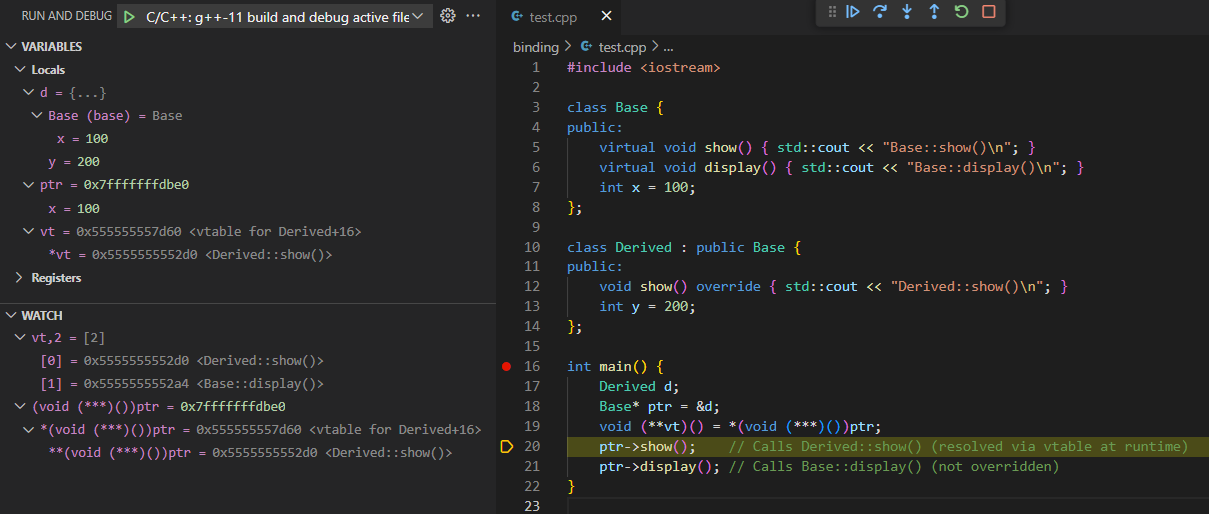 RUN AND DEBUG C/C++: g++-11 build and debug active file
VARIABLES
Locals
d = {...}
Base (base) = Base
x = 100
y = 200
ptr = 0x7fffffffdbe0
x = 100
vt = 0x555555557d60 <vtable for Derived+16>
*vt = 0x5555555552d0 <Derived::show()>
Registers
WATCH
vt,2 = [2]
[0] = 0x5555555552d0 <Derived::show()>
[1] = 0x5555555552a4 <Base::display()>
(void (***)())ptr = 0x7fffffffdbe0
*(void (***)())ptr = 0x555555557d60 <vtable for Derived+16>
**(void (***)())ptr = 0x5555555552d0 <Derived::show()>
test.cpp
binding > test.cpp > ...
1 #include <iostream>
2
3 class Base {
4 public:
5     virtual void show() { std::cout << "Base::show()\n"; }
6     virtual void display() { std::cout << "Base::display()\n"; }
7     int x = 100;
8 };
9
10 class Derived : public Base {
11 public:
12     void show() override { std::cout << "Derived::show()\n"; }
13     int y = 200;
14 };
15
16 int main() {
17     Derived d;
18     Base* ptr = &d;
19     void (**vt)() = *(void (***)())ptr;
20     ptr->show();    // Calls Derived::show() (resolved via vtable at runtime)
21     ptr->display(); // Calls Base::display() (not overridden)
22 }
23